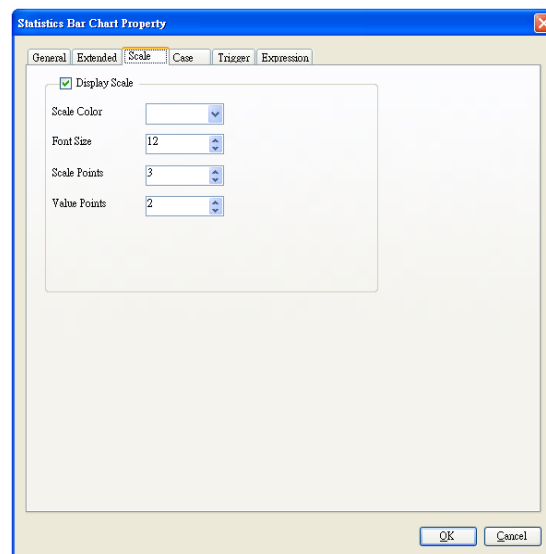 Statistics Bar Chart Property
General Extended Scale Case Trigger Expression
Display Scale
Scale Color
Font Size 12
Scale Points 3
Value Points 2
OK Cancel